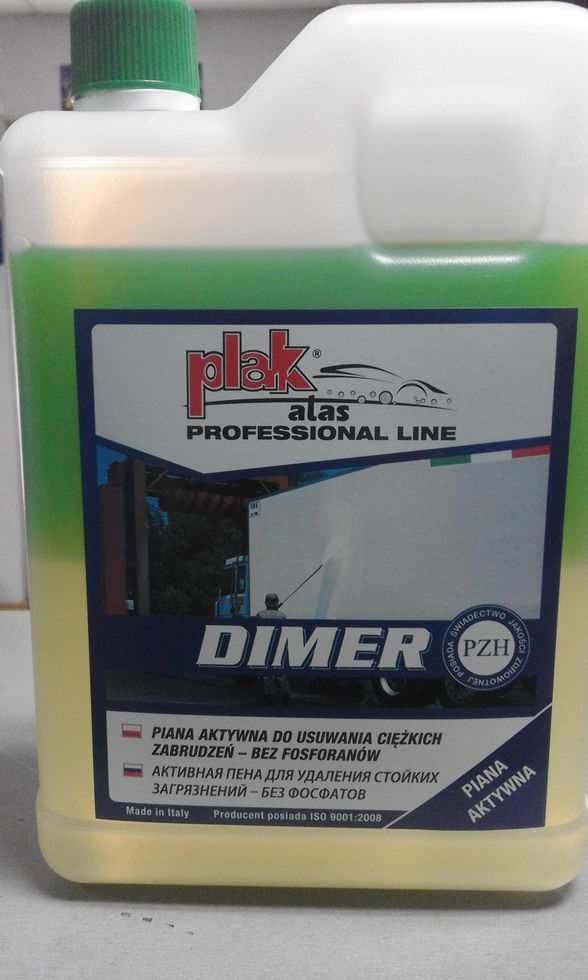 plak®
atas
PROFESSIONAL LINE
DIMER
POSIADA ŚWIADECTWO JAKOŚCI ZDROWOTNEJ
PZH
PIANA AKTYWNA DO USUWANIA CIĘŻKICH
ZABRUDZEŃ – BEZ FOSFORANÓW
АКТИВНАЯ ПЕНА ДЛЯ УДАЛЕНИЯ СТОЙКИХ
ЗАГРЯЗНЕНИЙ – БЕЗ ФОСФАТОВ
PIANA
AKTYWNA
Made in Italy Producent posiada ISO 9001:2008